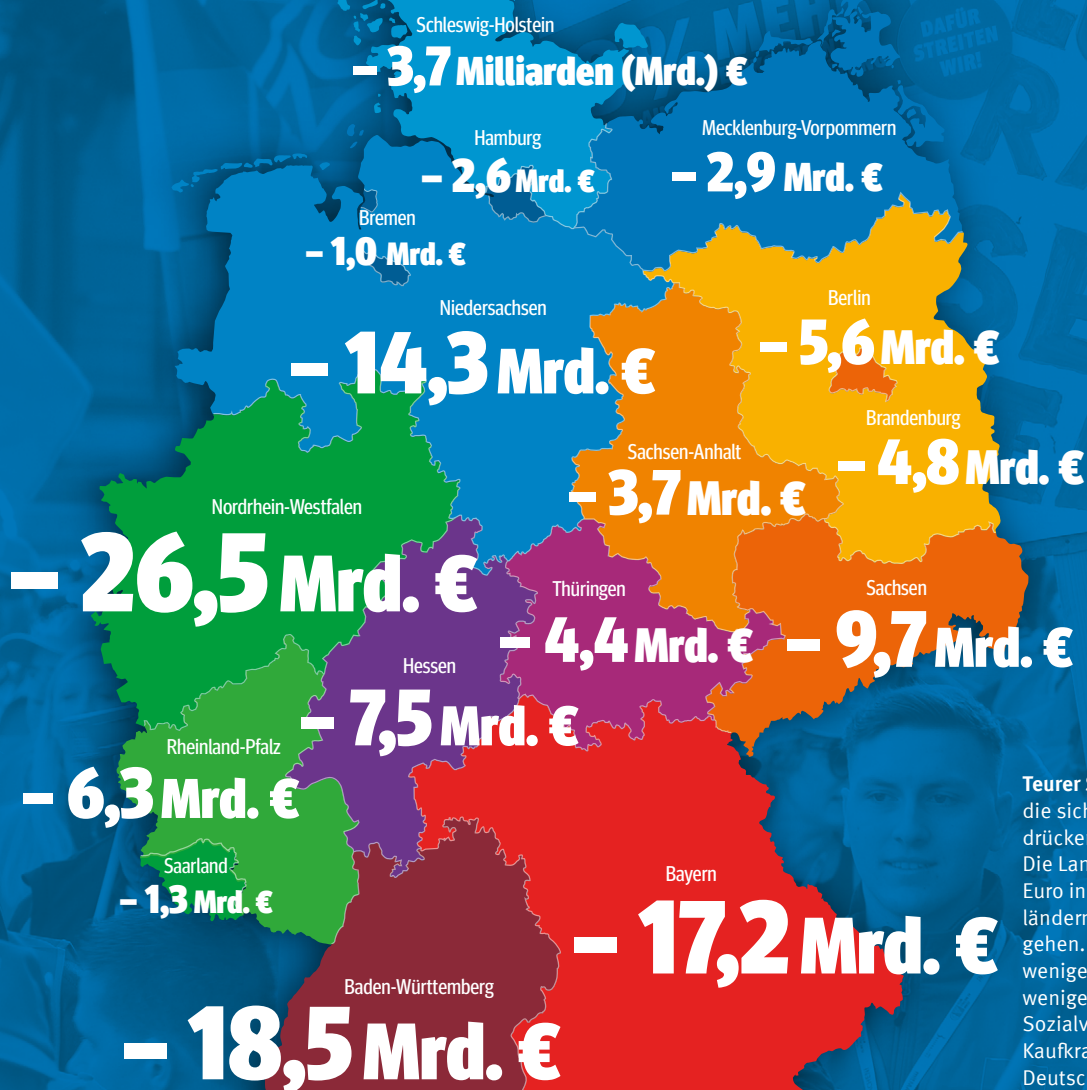 Schleswig-Holstein
– 3,7 Milliarden (Mrd.) €
DAFÜR
STREITEN
WIR!
Hamburg
– 2,6 Mrd. €
Mecklenburg-Vorpommern
– 2,9 Mrd. €
Bremen
– 1,0 Mrd. €
Niedersachsen
– 14,3 Mrd. €
Berlin
– 5,6 Mrd. €
Brandenburg
– 4,8 Mrd. €
Sachsen-Anhalt
– 3,7 Mrd. €
Nordrhein-Westfalen
– 26,5 Mrd. €
Thüringen
– 4,4 Mrd. €
Sachsen
– 9,7 Mrd. €
Hessen
– 7,5 Mrd. €
Rheinland-Pfalz
– 6,3 Mrd. €
Saarland
– 1,3 Mrd. €
Bayern
– 17,2 Mrd. €
Baden-Württemberg
– 18,5 Mrd. €
Teurer
die sich
drücke
Die Lan
Euro in
länder
gehen.
wenige
wenige
Sozialv
Kaufkra
Deutsc